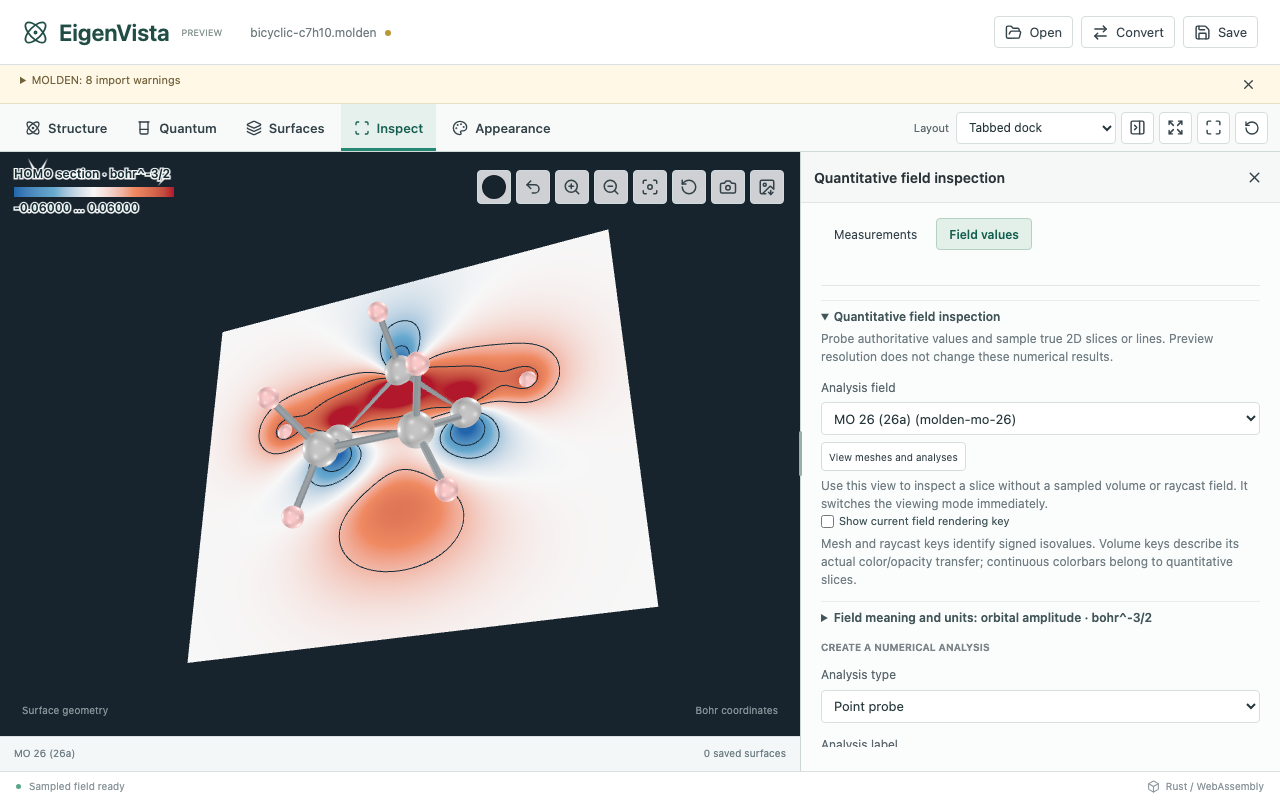 EigenVista PREVIEW bicyclic-c7h10.molden Open Convert Save
MOLDEN: 8 import warnings
Structure Quantum Surfaces Inspect Appearance Layout Tabbed dock
HOMO section · bohr^-3/2
-0.06000 ... 0.06000
Surface geometry Bohr coordinates
MO 26 (26a) 0 saved surfaces
Quantitative field inspection
Measurements Field values
Quantitative field inspection
Probe authoritative values and sample true 2D slices or lines. Preview
resolution does not change these numerical results.
Analysis field
MO 26 (26a) (molden-mo-26)
View meshes and analyses
Use this view to inspect a slice without a sampled volume or raycast field. It
switches the viewing mode immediately.
Show current field rendering key
Mesh and raycast keys identify signed isovalues. Volume keys describe its
actual color/opacity transfer; continuous colorbars belong to quantitative
slices.
Field meaning and units: orbital amplitude · bohr^-3/2
CREATE A NUMERICAL ANALYSIS
Analysis type
Point probe
Analysis label
Sampled field ready Rust / WebAssembly